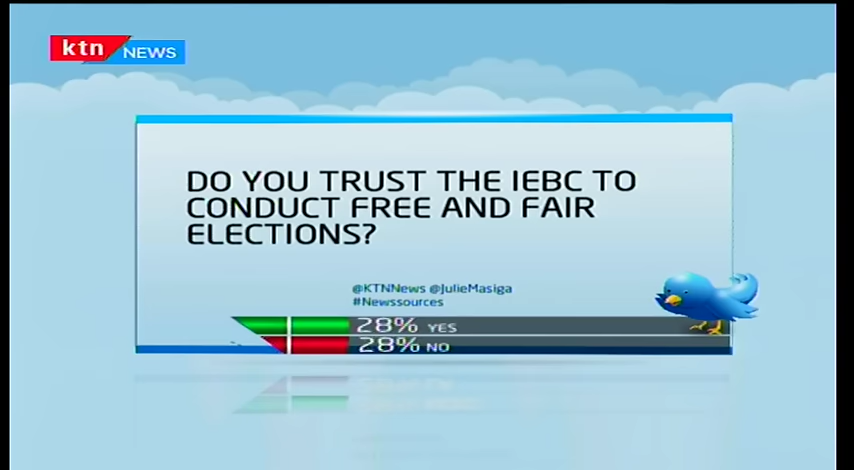 ktn NEWS
DO YOU TRUST THE IEBC TO
CONDUCT FREE AND FAIR
ELECTIONS?
@KTNNews @JulieMasiga
#Newssources
28% YES
28% NO